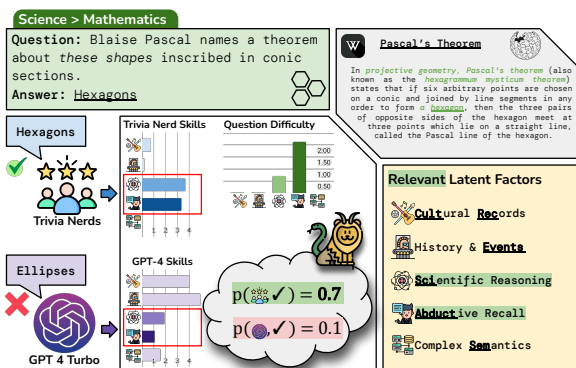 Science > Mathematics
Question: Blaise Pascal names a theorem
about these shapes inscribed in conic
sections.
Answer: Hexagons
W
Pascal's Theorem
In projective geometry, Pascal's theorem (also
known as the hexagrammum mysticum theorem)
states that if six arbitrary points are chosen
on a conic and joined by line segments in any
order to form a hexagon, then the three pairs
of opposite sides of the hexagon meet at
three points which lie on a straight line,
called the Pascal line of the hexagon.
Hexagons
Trivia Nerds
Trivia Nerd Skills
1 2 3 4
Question Difficulty
2.00
1.50
1.00
0.50
Ellipses
GPT 4 Turbo
GPT-4 Skills
1 2 3 4
p( ,✓) = 0.7
p( ,✓) = 0.1
Relevant Latent Factors
Cultural Records
History & Events
Scientific Reasoning
Abductive Recall
Complex Semantics